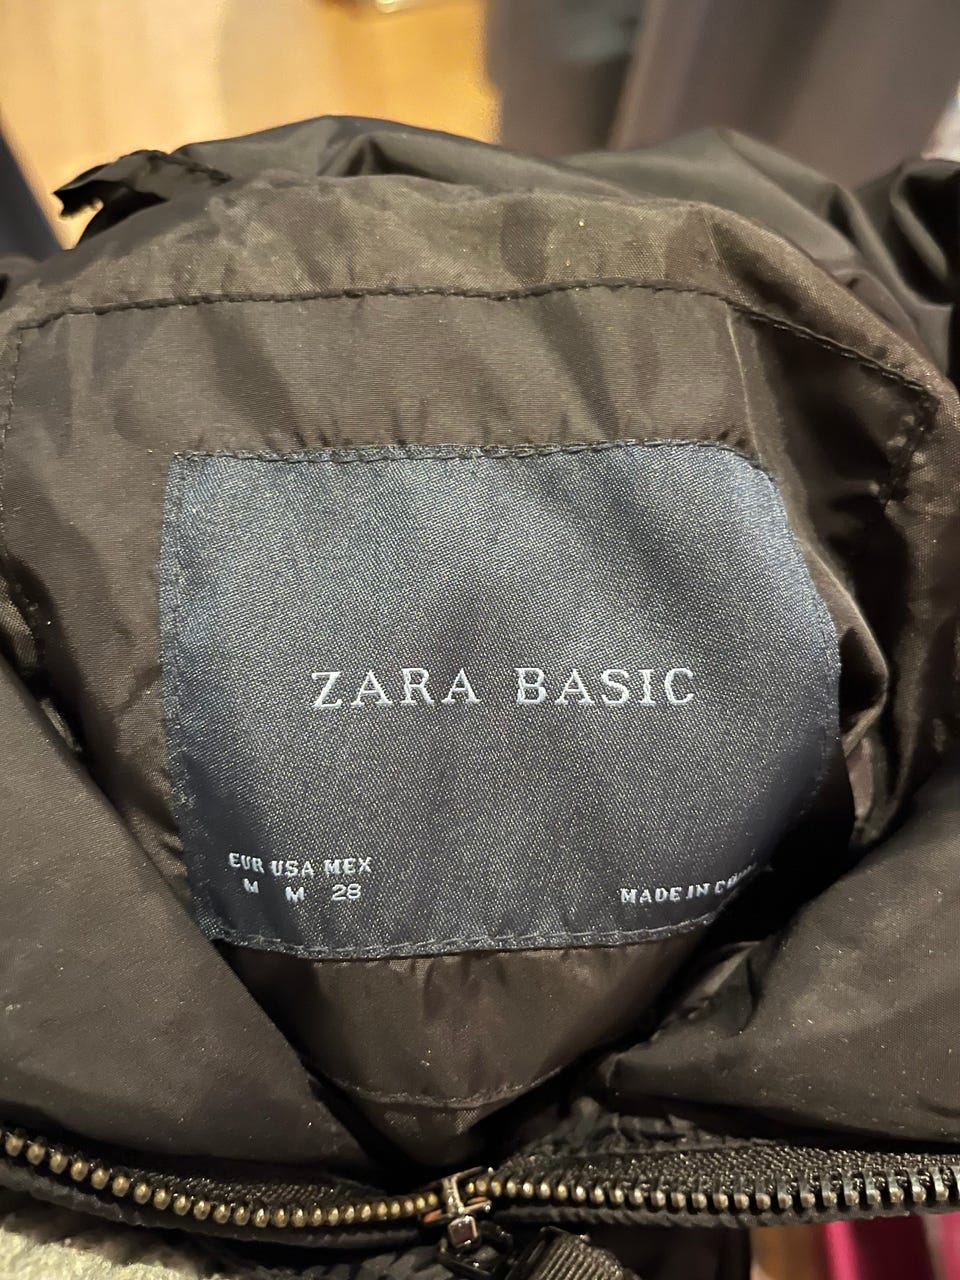 ZARA BASIC
EUR USA MEX
M M 28
MADE IN